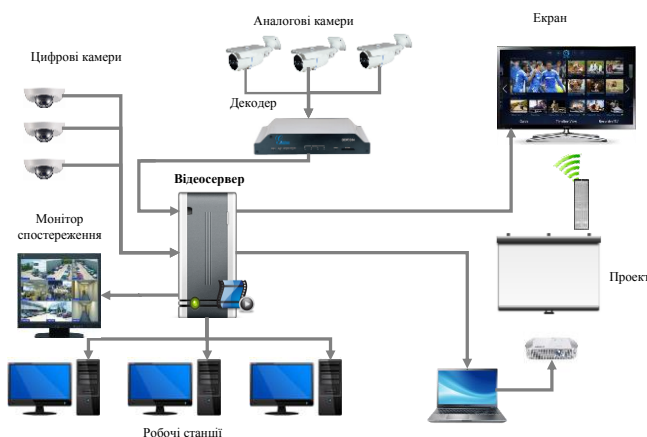 Аналогові камери
Екран
Цифрові камери
Декодер
Відеосервер
Монітор
спостереження
Проект
Робочі станції